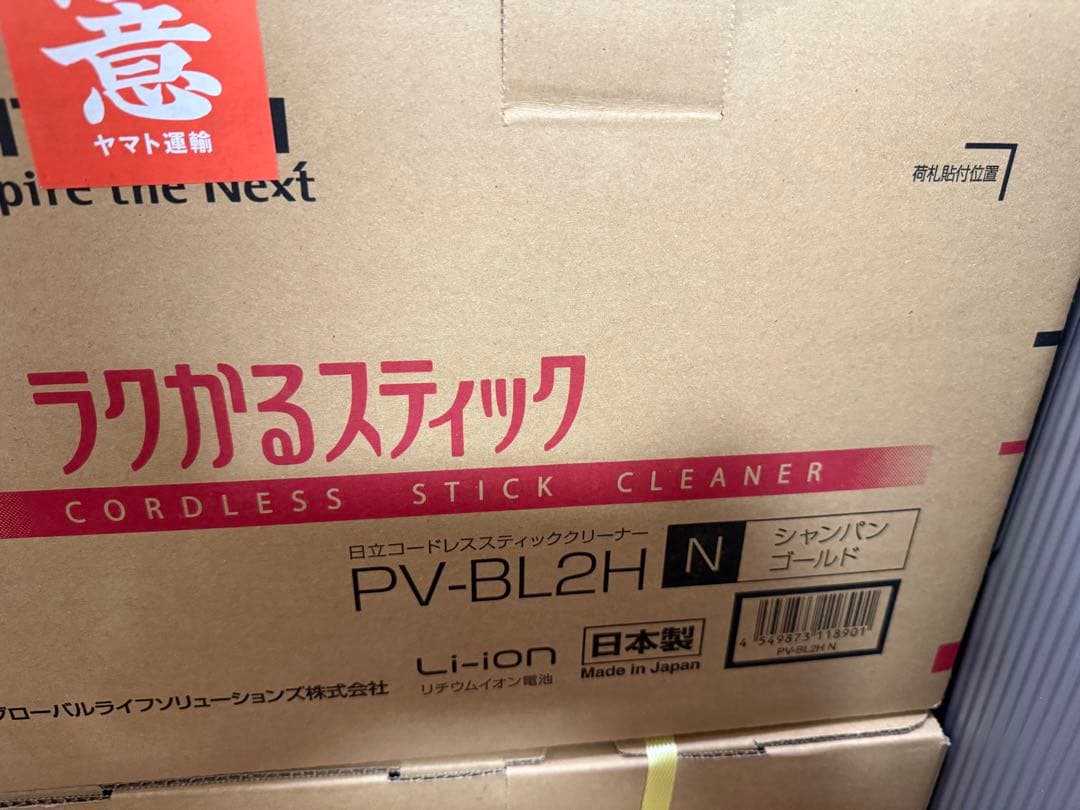 意
ヤマト運輸
the Next
荷札貼付位置
ラクかるスティック
CORDLESS STICK CLEANER
日立コードレススティッククリーナー
PV-BL2H N シャンパン
ゴールド
4 549873 118901
PV-BL2H N
Li-ion
リチウムイオン電池
日本製
Made in Japan
グローバルライフソリューションズ株式会社